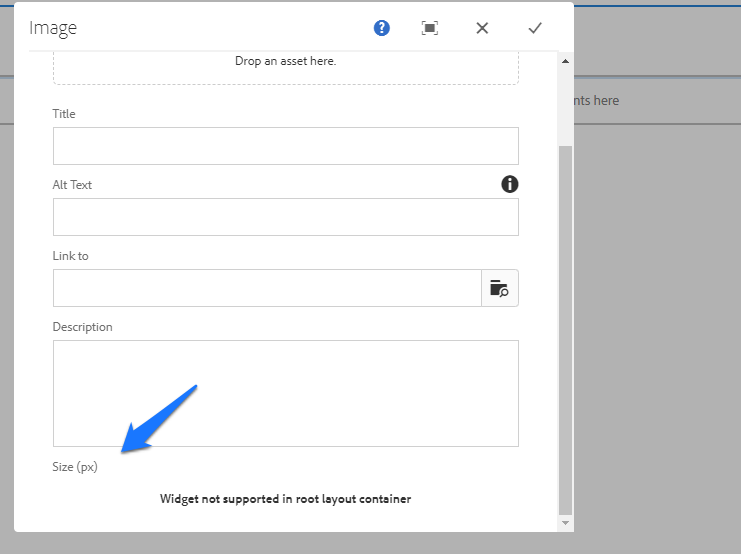 Image
Drop an asset here.
nts here
Title
Alt Text
Link to
Description
Size (px)
Widget not supported in root layout container